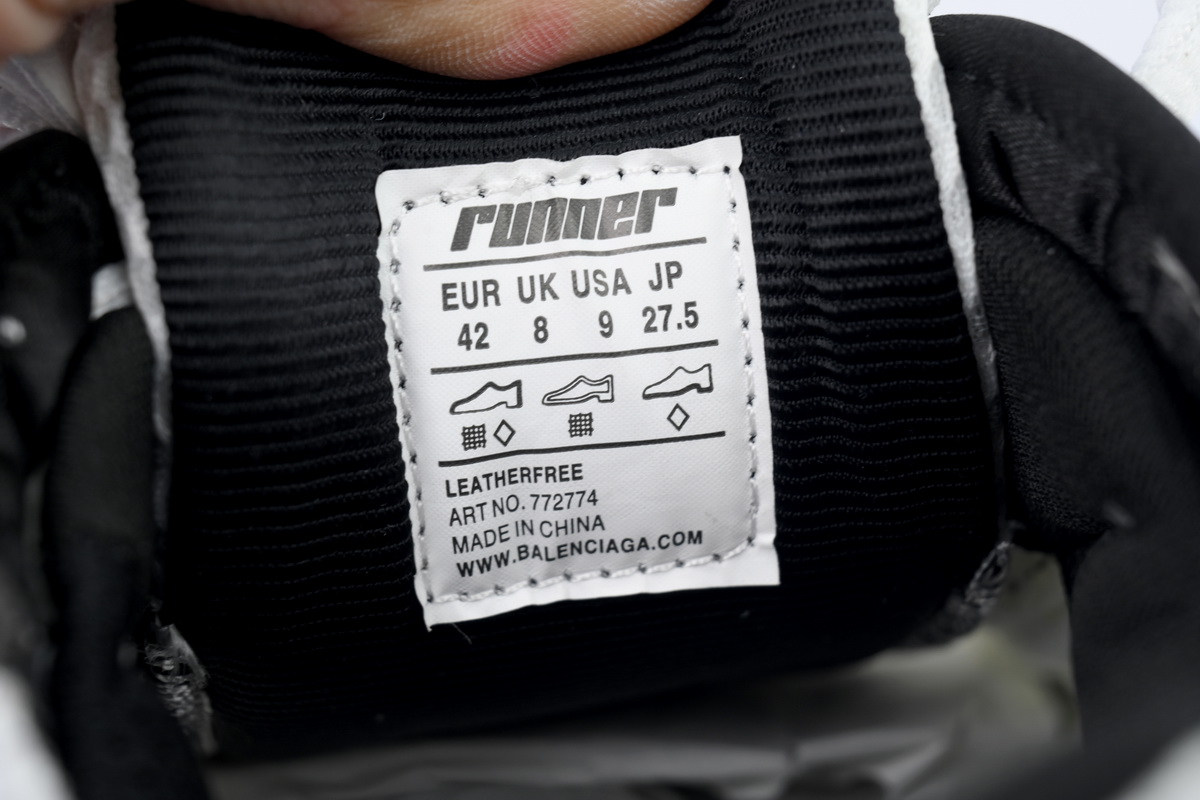 runner
EUR UK USA JP
42 8 9 27.5
LEATHERFREE
ART NO. 772774
MADE IN CHINA
WWW.BALENCIAGA.COM